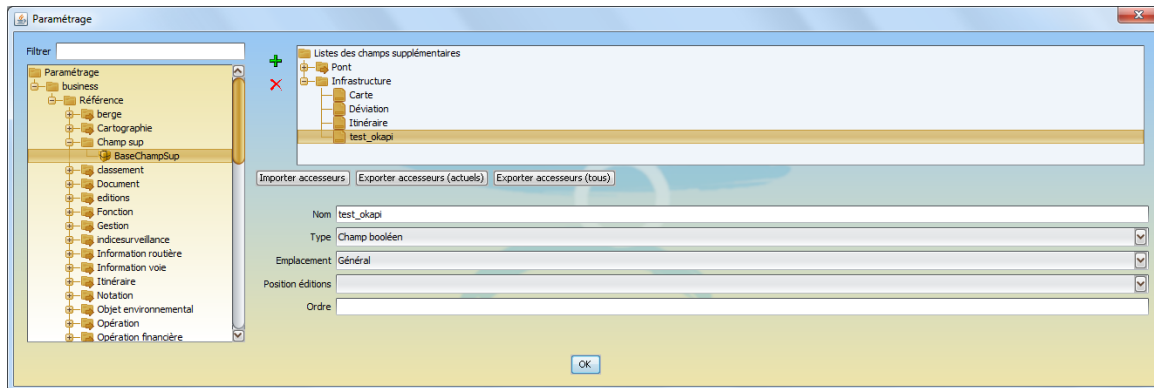 Paramétrage
Filtrer
Paramétrage
business
Référence
berge
Cartographie
Champ sup
BaseChampSup
classement
Document
editions
Fonction
Gestion
indicesurveillance
Information routière
Information voie
Itinéraire
Notation
Objet environnemental
Opération
Opération financière
Listes des champs supplémentaires
Pont
Infrastructure
Carte
Déviation
Itinéraire
test_okapi
Importer accesseurs Exporter accesseurs (actuels) Exporter accesseurs (tous)
Nom test_okapi
Type Champ booléen
Emplacement Général
Position éditions
Ordre
OK